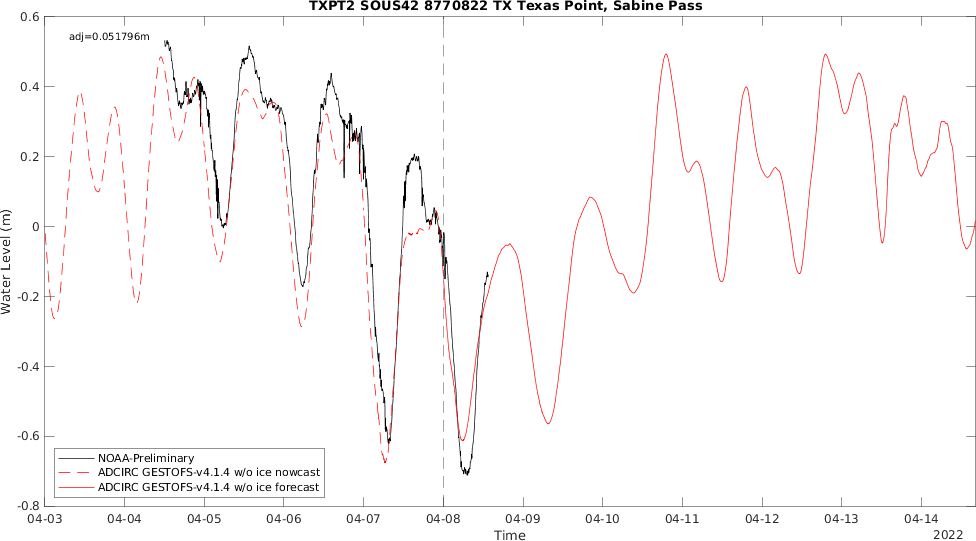 TXPT2 SOUS42 8770822 TX Texas Point, Sabine Pass
adj=0.051796m
0.6
0.4
0.2
0
-0.2
-0.4
-0.6
-0.8
Water Level (m)
NOAA-Preliminary
ADCIRC GESTOFS-v4.1.4 w/o ice nowcast
ADCIRC GESTOFS-v4.1.4 w/o ice forecast
04-03 04-04 04-05 04-06 04-07 04-08 04-09 04-10 04-11 04-12 04-13 04-14
Time
2022